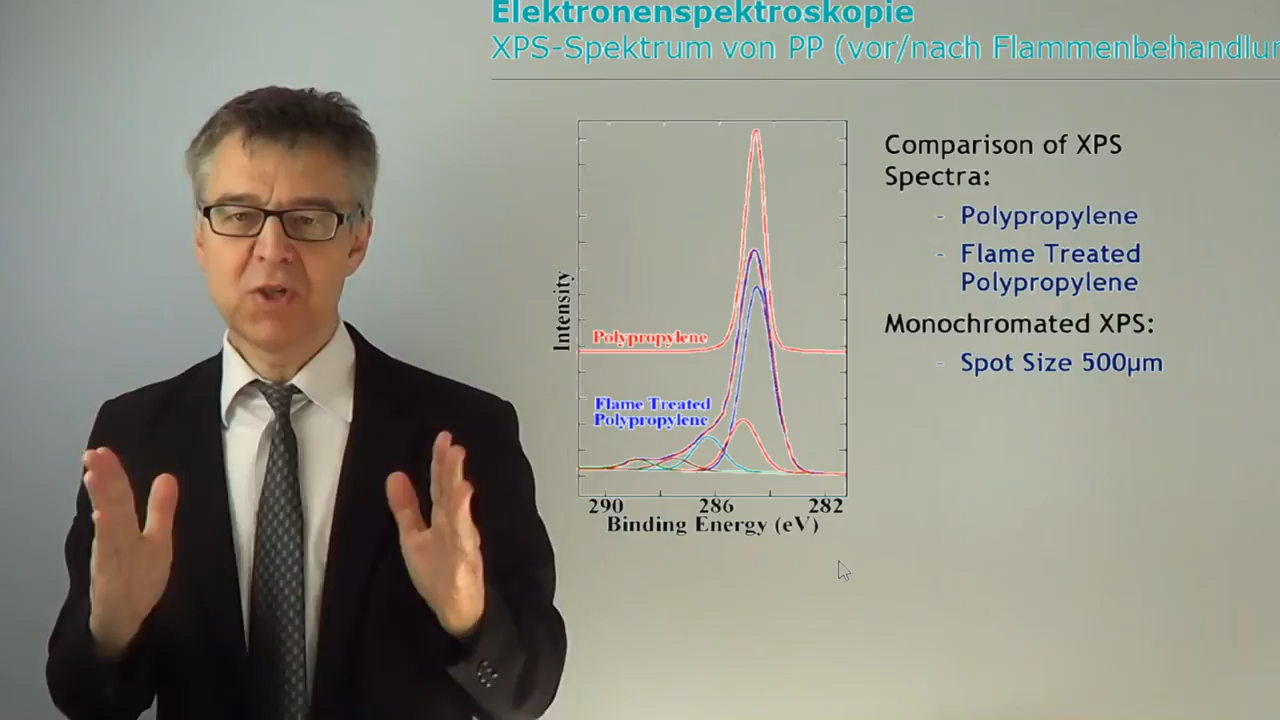 Elektronenspektroskopie
XPS-Spektrum von PP (vor/nach Flammenbehandlun
Comparison of XPS
Spectra:
- Polypropylene
- Flame Treated
Polypropylene
Monochromated XPS:
- Spot Size 500µm
Intensity
Polypropylene
Flame Treated
Polypropylene
290 286 282
Binding Energy (eV)